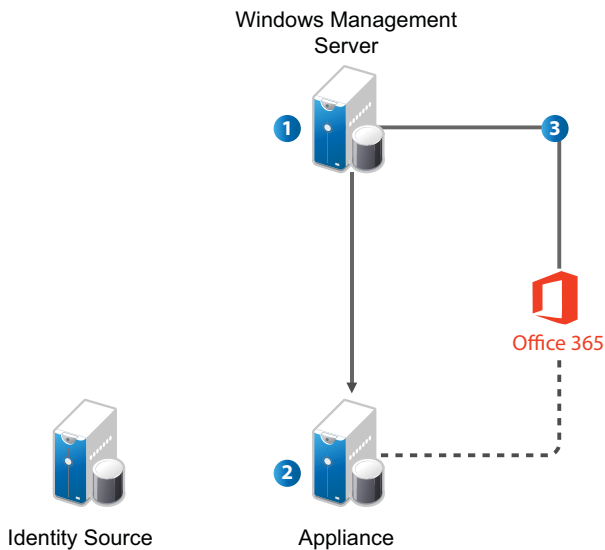 Windows Management
Server
1
3
Office 365
2
Identity Source
Appliance